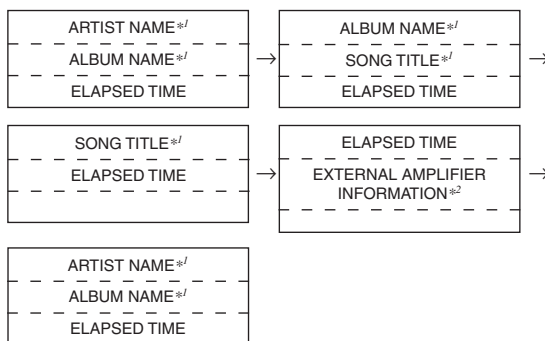 ARTIST NAME*1
ALBUM NAME*1
ELAPSED TIME
→
ALBUM NAME*1
SONG TITLE*1
ELAPSED TIME
→
SONG TITLE*1
ELAPSED TIME
→
ELAPSED TIME
EXTERNAL AMPLIFIER
INFORMATION*2
→
ARTIST NAME*1
ALBUM NAME*1
ELAPSED TIME